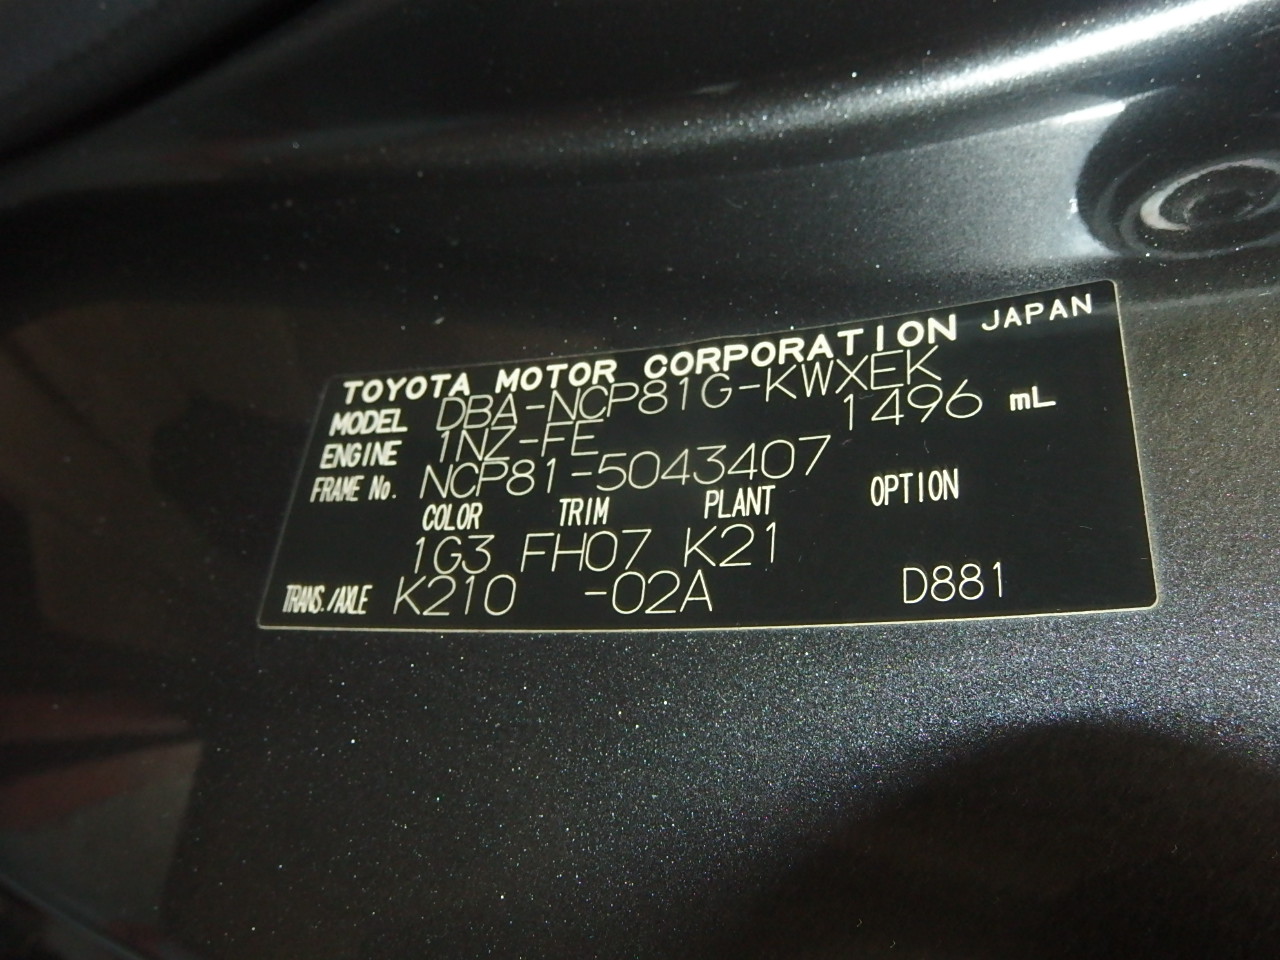 TOYOTA MOTOR CORPORATION JAPAN
MODEL DBA-NCP81G-KWXEK
ENGINE 1NZ-FE 1496 mL
FRAME No. NCP81-5043407
COLOR TRIM PLANT OPTION
1G3 FH07 K21
TRANS./AXLE K210 -02A D881